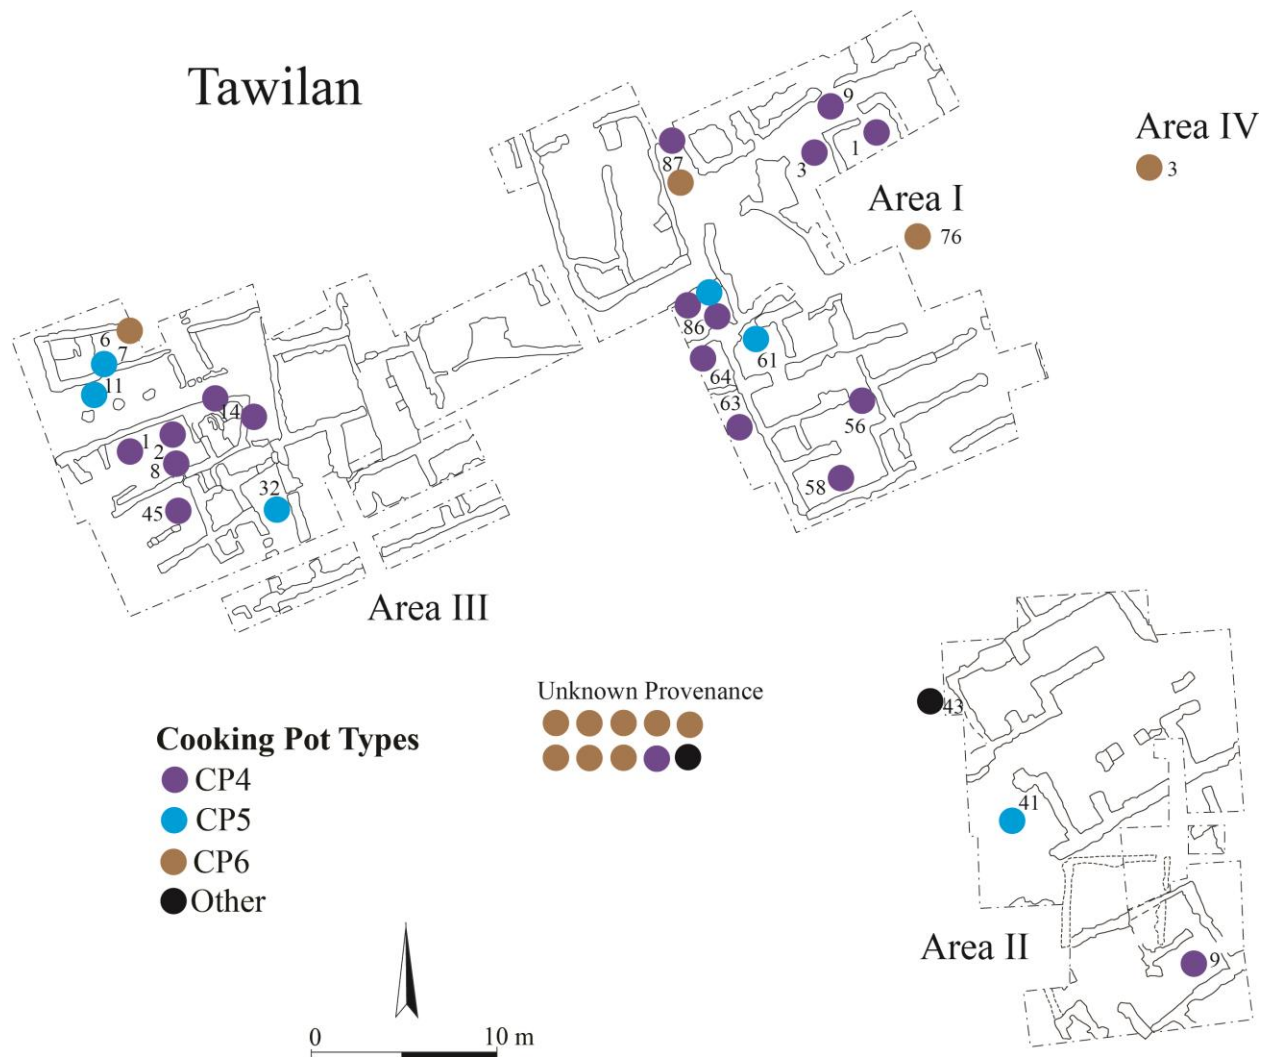 Tawilan
9
87
3
1
Area IV
3
Area I
76
86
61
64
63
56
58
6
7
11
14
1
2
8
45
32
Area III
Unknown Provenance
43
Cooking Pot Types
CP4
CP5
CP6
Other
41
Area II
9
0
10 m